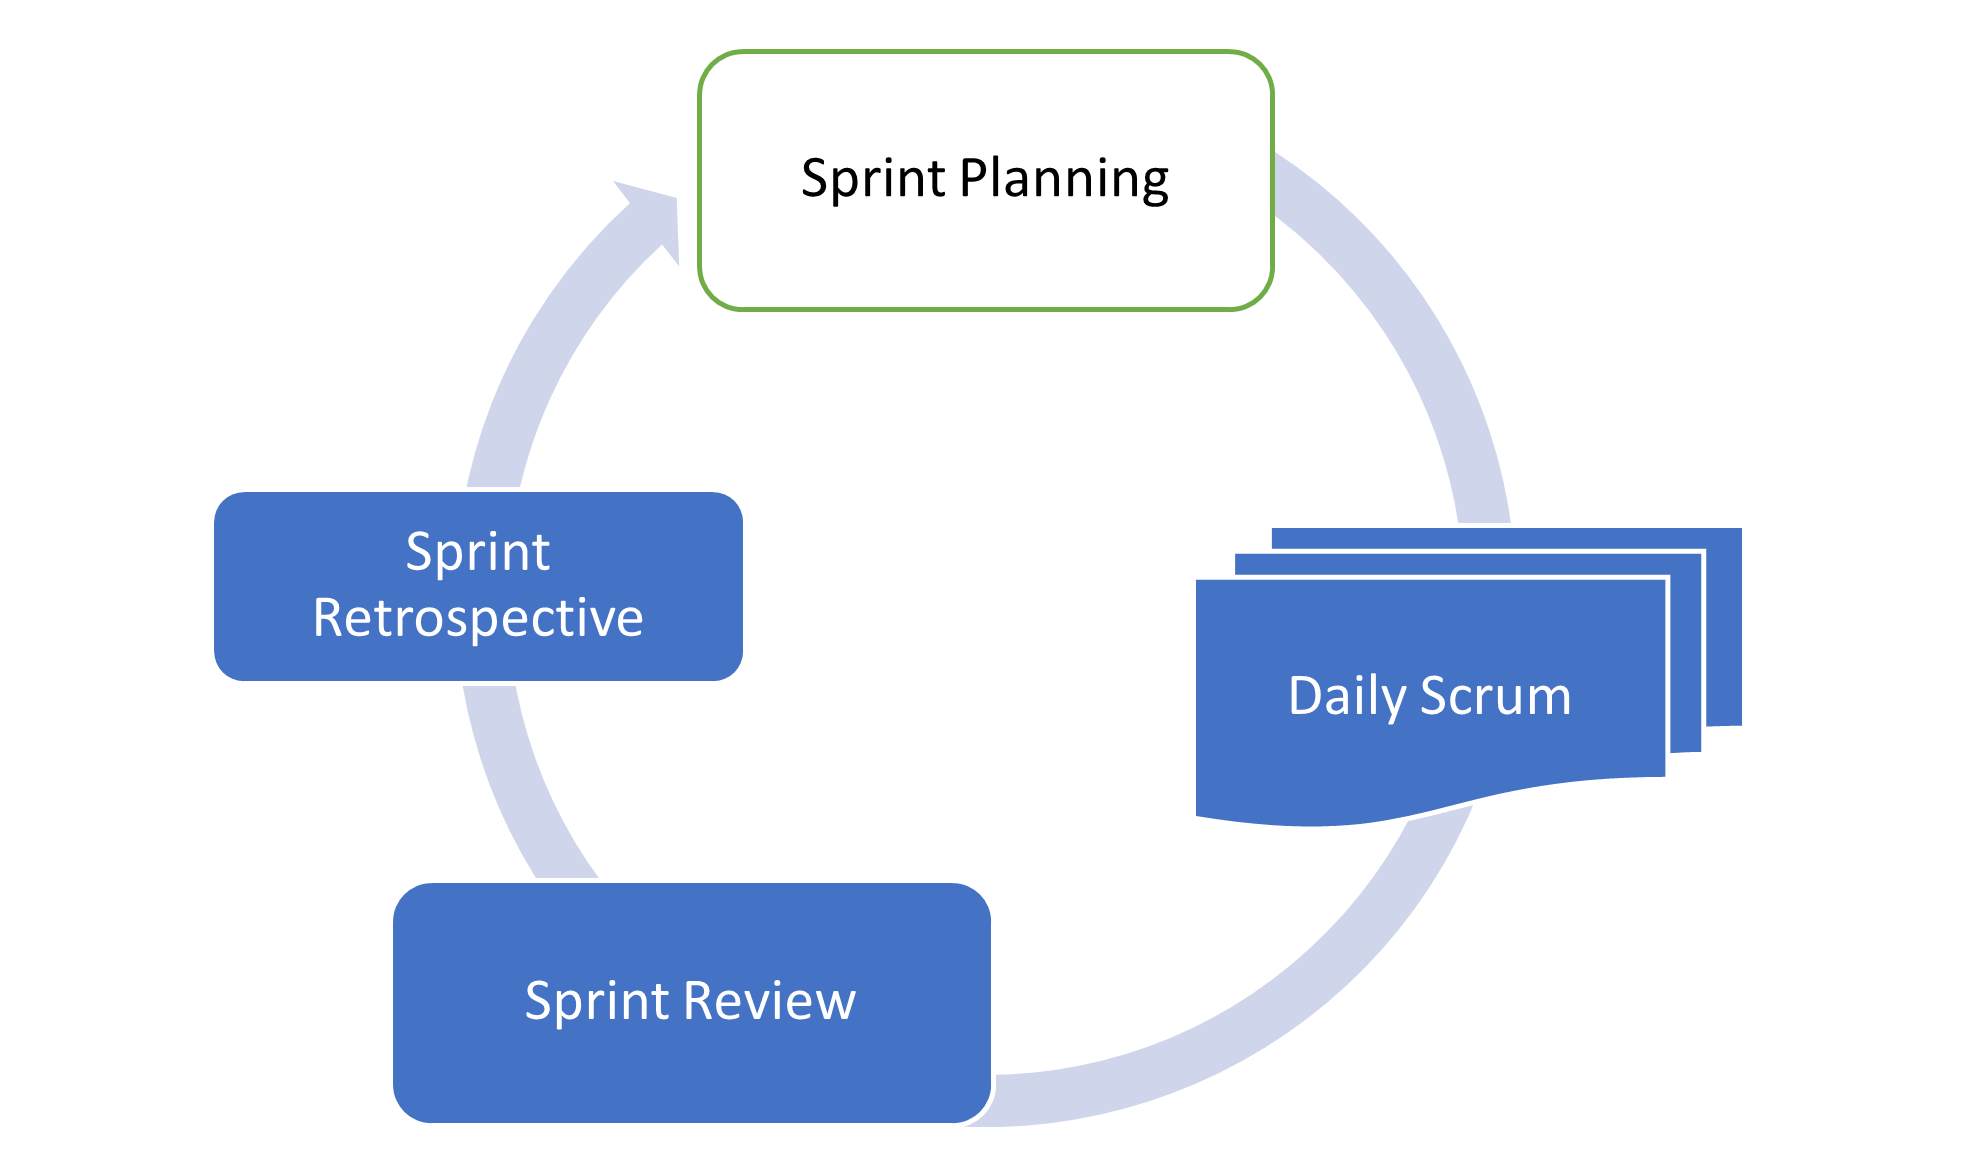 Sprint Planning
Daily Scrum
Sprint Review
Sprint
Retrospective